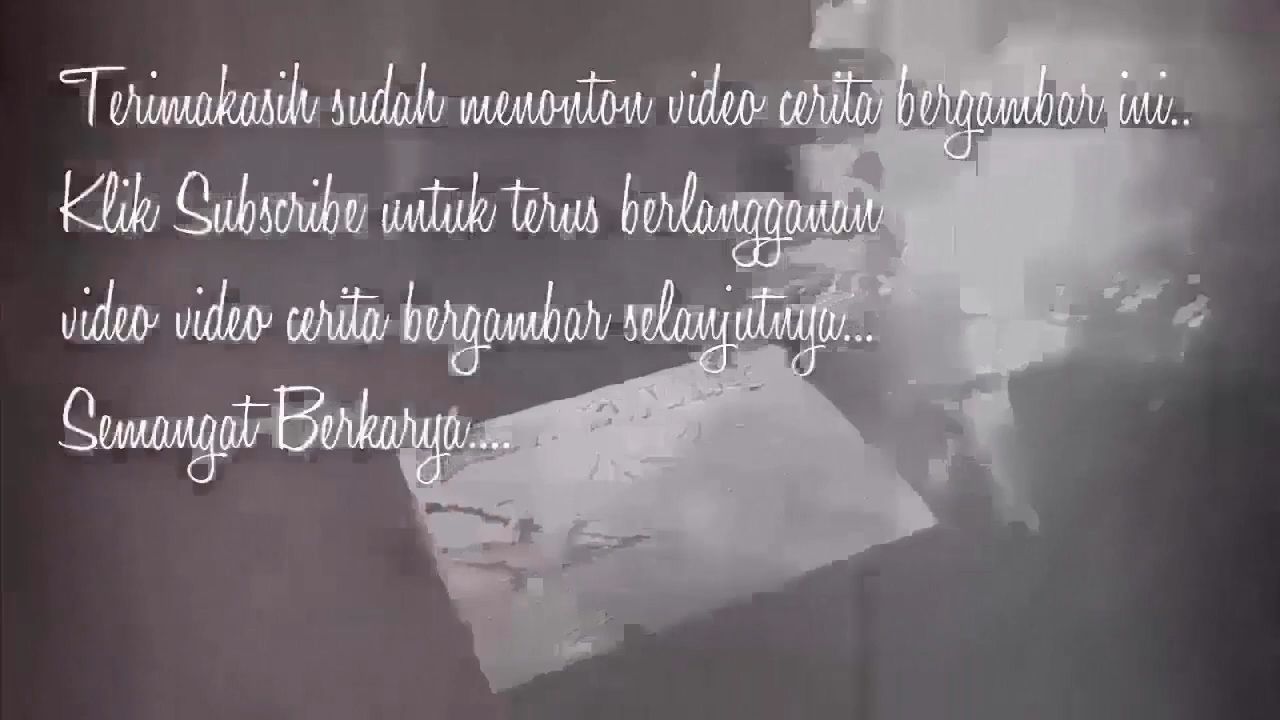 Terimakasih sudah menonton video cerita bergambar ini..
Klik Subscribe untuk terus berlangganan
video video cerita bergambar selanjutnya...
Semangat Berkarya....